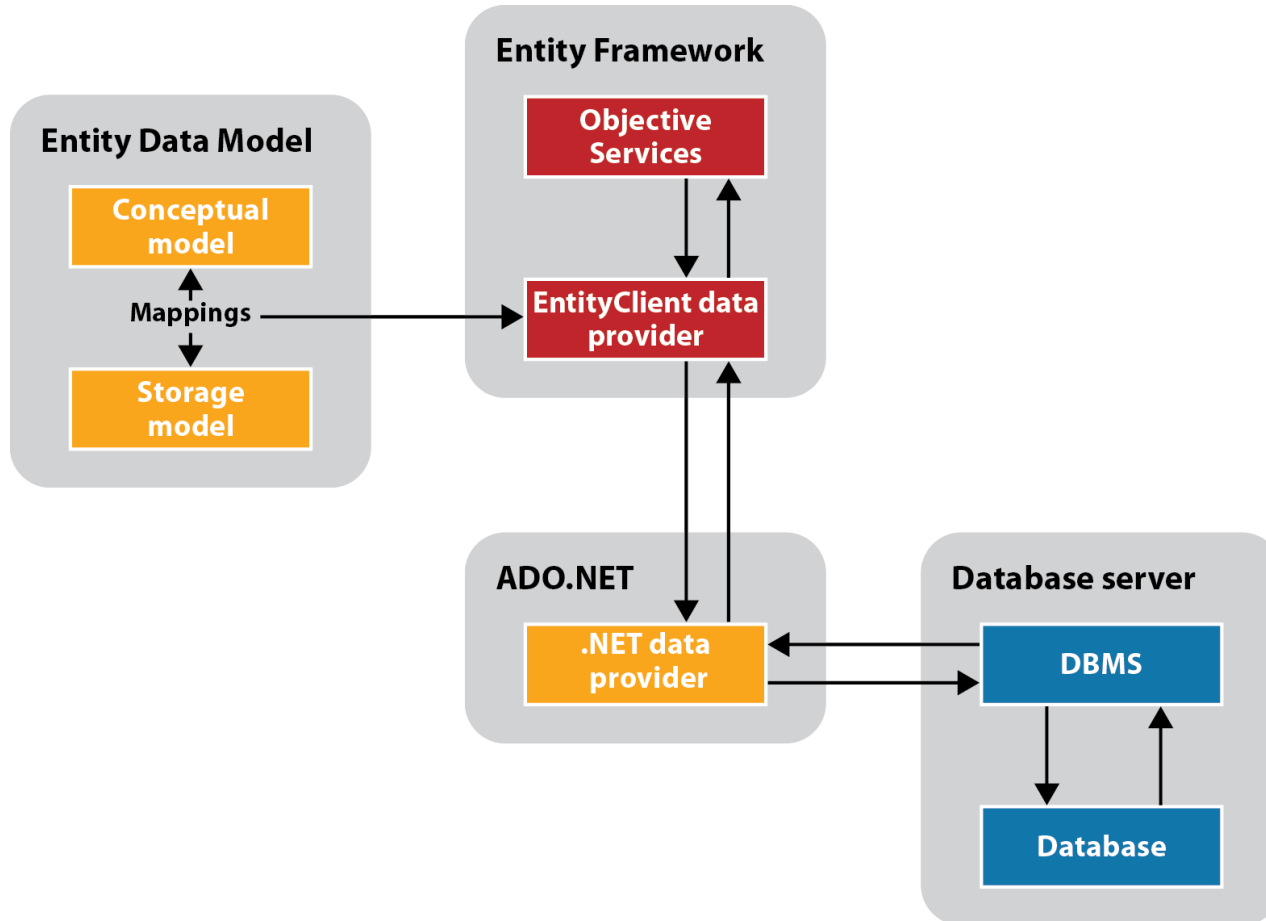 Entity Framework
Objective
Services
EntityClient data
provider
Entity Data Model
Conceptual
model
Mappings
Storage
model
ADO.NET
.NET data
provider
Database server
DBMS
Database